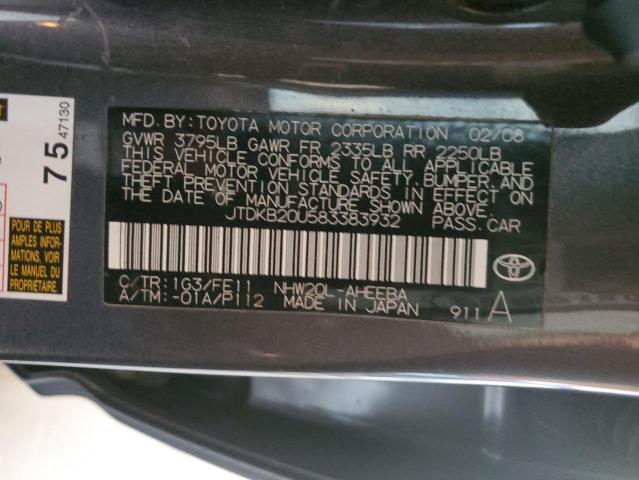 MFD.BY:TOYOTA MOTOR CORPORATION 02/08
GVWR 3795LB GAWR FR 2335LB RR 2250LB
THIS VEHICLE CONFORMS TO ALL APPLICABLE
FEDERAL MOTOR VEHICLE SAFETY, BUMPER, AND
THEFT PREVENTION STANDARDS IN EFFECT ON
THE DATE OF MANUFACTURE SHOWN ABOVE.
JTDKB20U583383932 PASS.CAR
C/TR:1G3/FE11 NHW20L-AHEEBA
A/TM:-01A/P112 MADE IN JAPAN 911 A
75 47130
POUR DE PLUS
AMPLES
INFORMATIONS,
VOIR LE MANUEL
DU PROPRIÉTAIRE